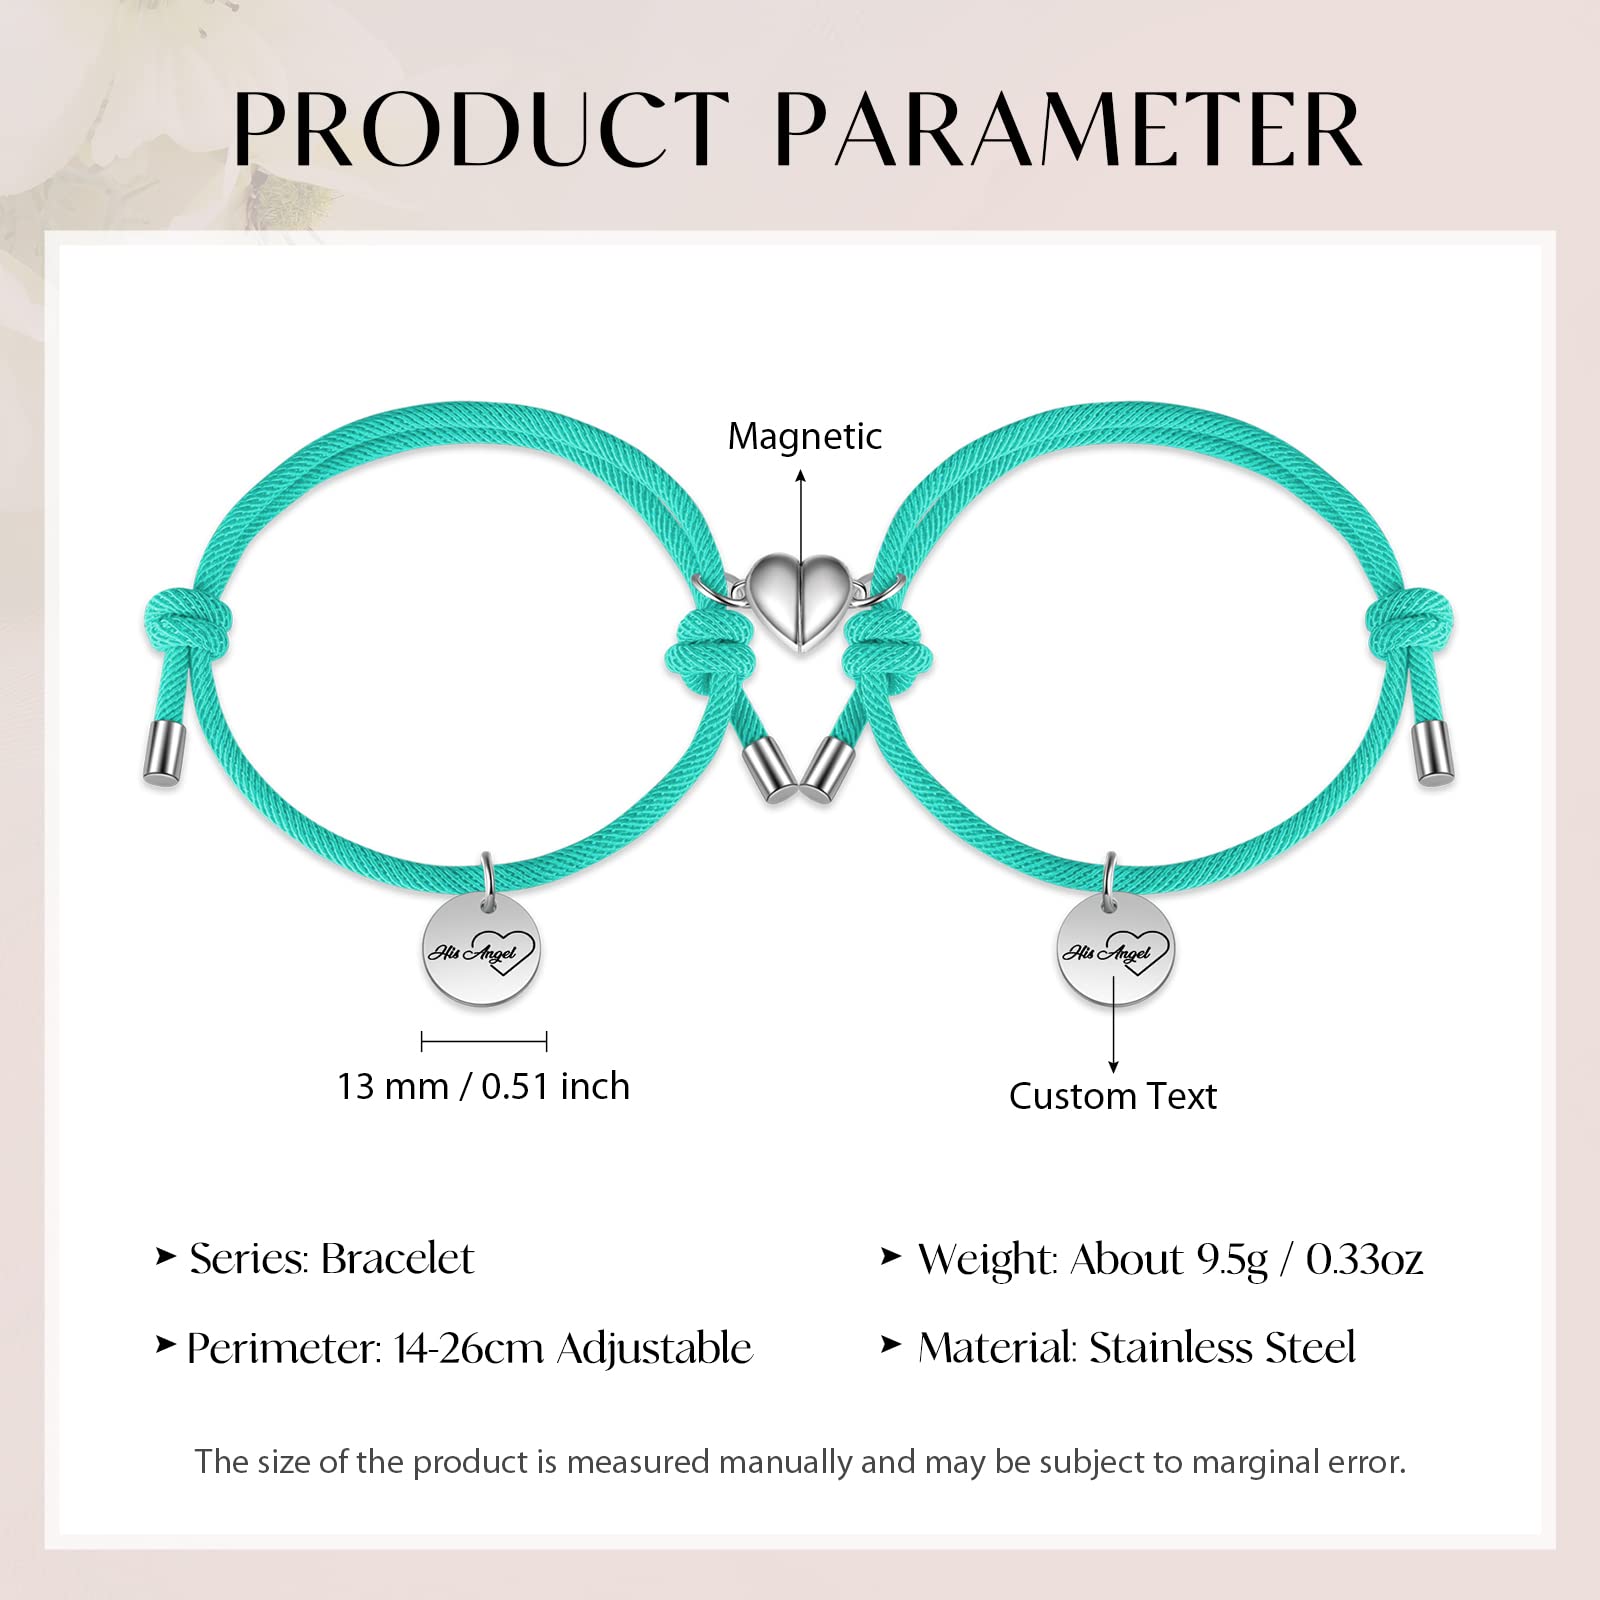 PRODUCT PARAMETER
Magnetic
His Angel
His Angel
13 mm / 0.51 inch
Custom Text
Series: Bracelet
Weight: About 9.5g / 0.33oz
Perimeter: 14-26cm Adjustable
Material: Stainless Steel
The size of the product is measured manually and may be subject to marginal error.